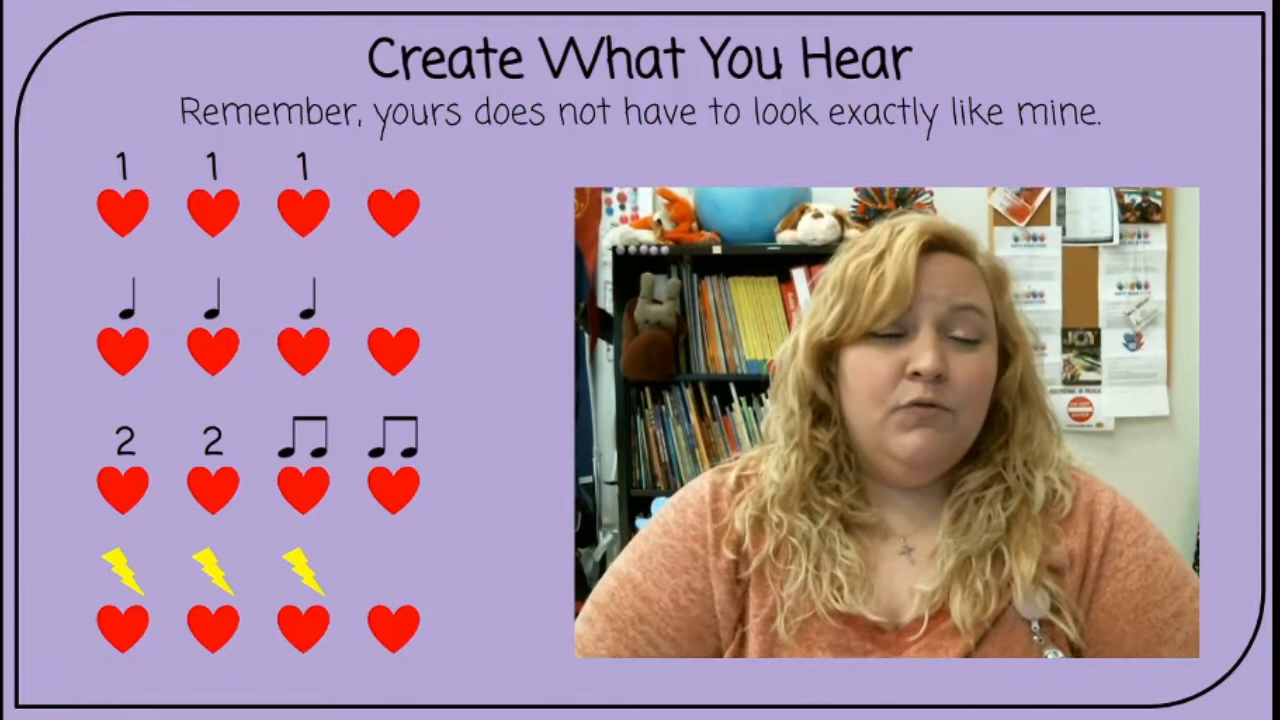 Create What You Hear
Remember, yours does not have to look exactly like mine.
1 1 1
2 2